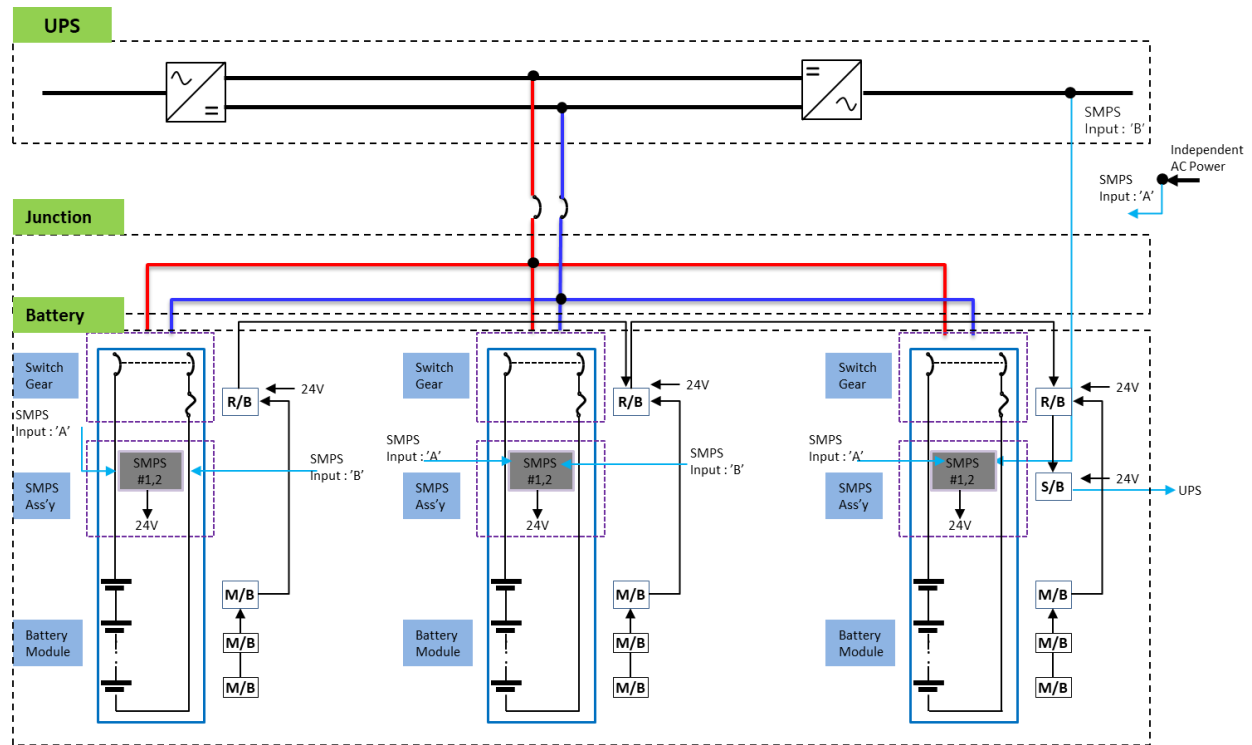 UPS
SMPS
Input : 'B'
Independent
AC Power
SMPS
Input : 'A'
Junction
Battery
Switch
Gear
R/B
24V
SMPS
Input : 'A'
SMPS
#1,2
SMPS
Input : 'B'
SMPS
Ass'y
24V
M/B
Battery
Module
M/B
M/B
Switch
Gear
R/B
24V
SMPS
Input : 'A'
SMPS
#1,2
SMPS
Input : 'B'
SMPS
Ass'y
24V
M/B
Battery
Module
M/B
M/B
Switch
Gear
R/B
24V
SMPS
Input : 'A'
SMPS
#1,2
SMPS
Ass'y
24V
S/B
24V
UPS
M/B
Battery
Module
M/B
M/B